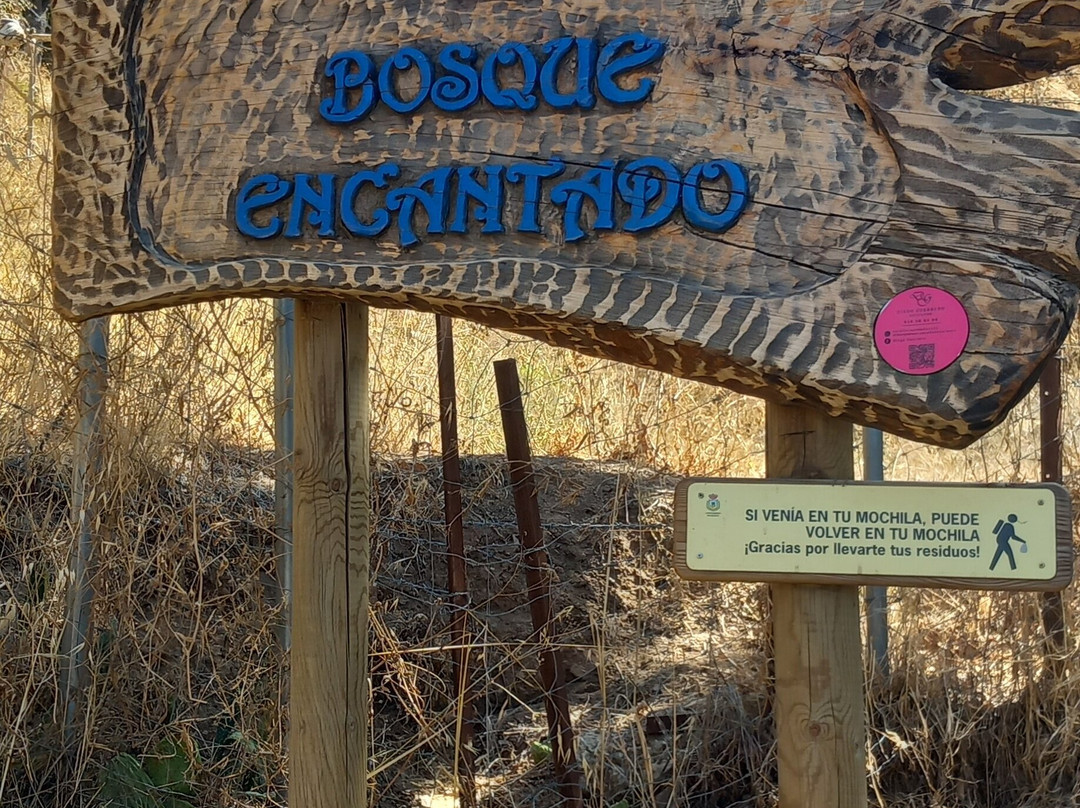 BOSQUE
ENCANTADO
SI VENÍA EN TU MOCHILA, PUEDE
VOLVER EN TU MOCHILA
¡Gracias por llevarte tus residuos!